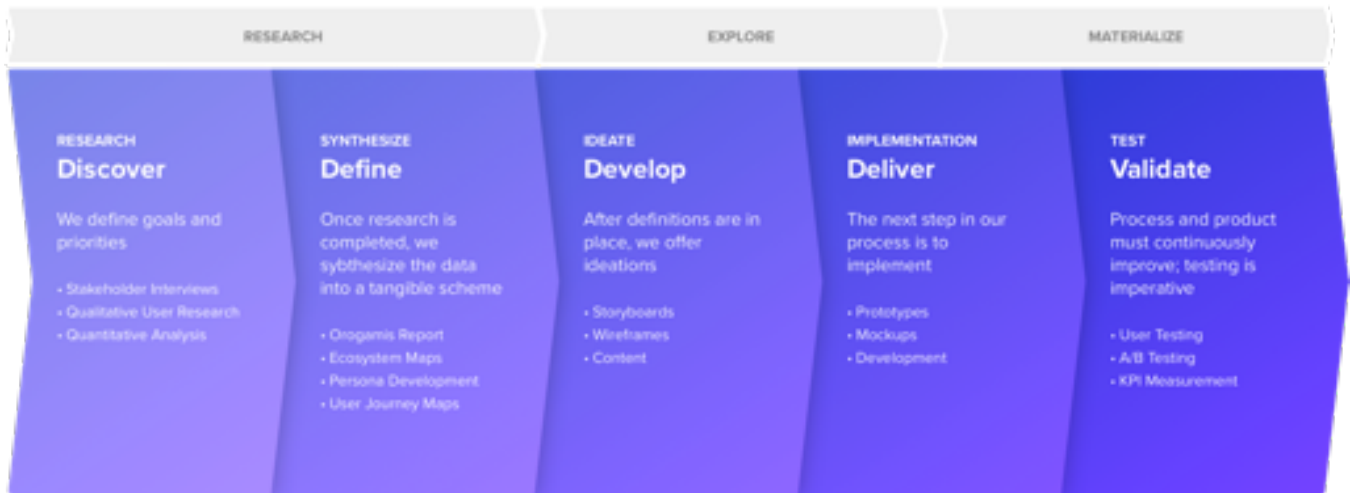 RESEARCH
EXPLORE
MATERIALIZE
RESEARCH
Discover
We define goals and
priorities
• Stakeholder Interviews
• Qualitative User Research
• Quantitative Analysis
SYNTHESIZE
Define
Once research is
completed, we
sybthesize the data
into a tangible scheme
• Orogamis Report
• Ecosystem Maps
• Persona Development
• User Journey Maps
IDEATE
Develop
After definitions are in
place, we offer
ideations
• Storyboards
• Wireframes
• Content
IMPLEMENTATION
Deliver
The next step in our
process is to
implement
• Prototypes
• Mockups
• Development
TEST
Validate
Process and product
must continuously
improve; testing is
imperative
• User Testing
• A/B Testing
• KPI Measurement